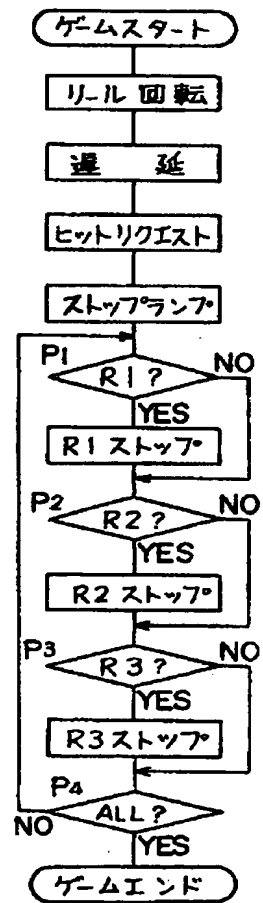 ゲームスタート
リール回転
遅 延
ヒットリクエスト
ストップランプ
P1
R1?
NO
YES
R1ストップ
P2
R2?
NO
YES
R2ストップ
P3
R3?
NO
YES
R3ストップ
P4
ALL?
NO
YES
ゲームエンド